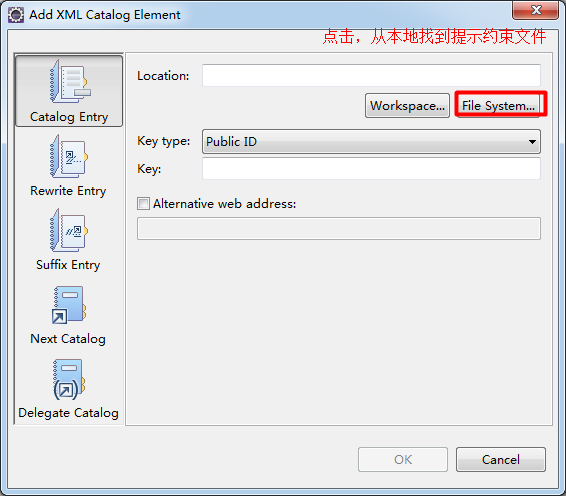 Add XML Catalog Element
点击，从本地找到提示约束文件
Catalog Entry
Rewrite Entry
Suffix Entry
Next Catalog
Delegate Catalog
Location:
Workspace...
File System...
Key type:
Public ID
Key:
Alternative web address:
OK
Cancel